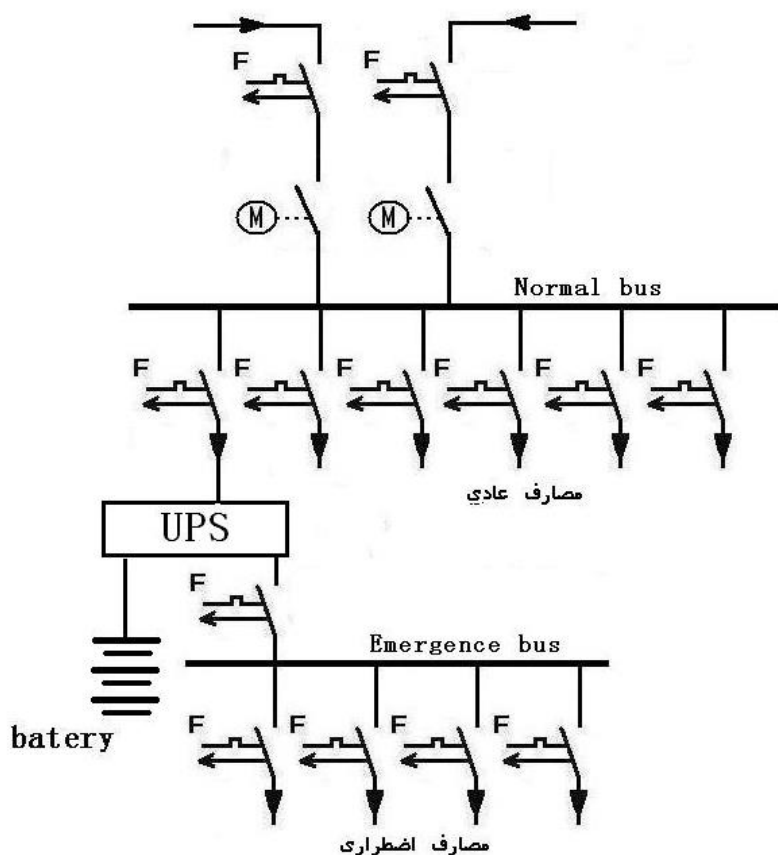 F F
M M
Normal bus
F F F F F F
مصارف عادي
UPS
F
Emergence bus
batery
F F F F
مصارف اضطراری